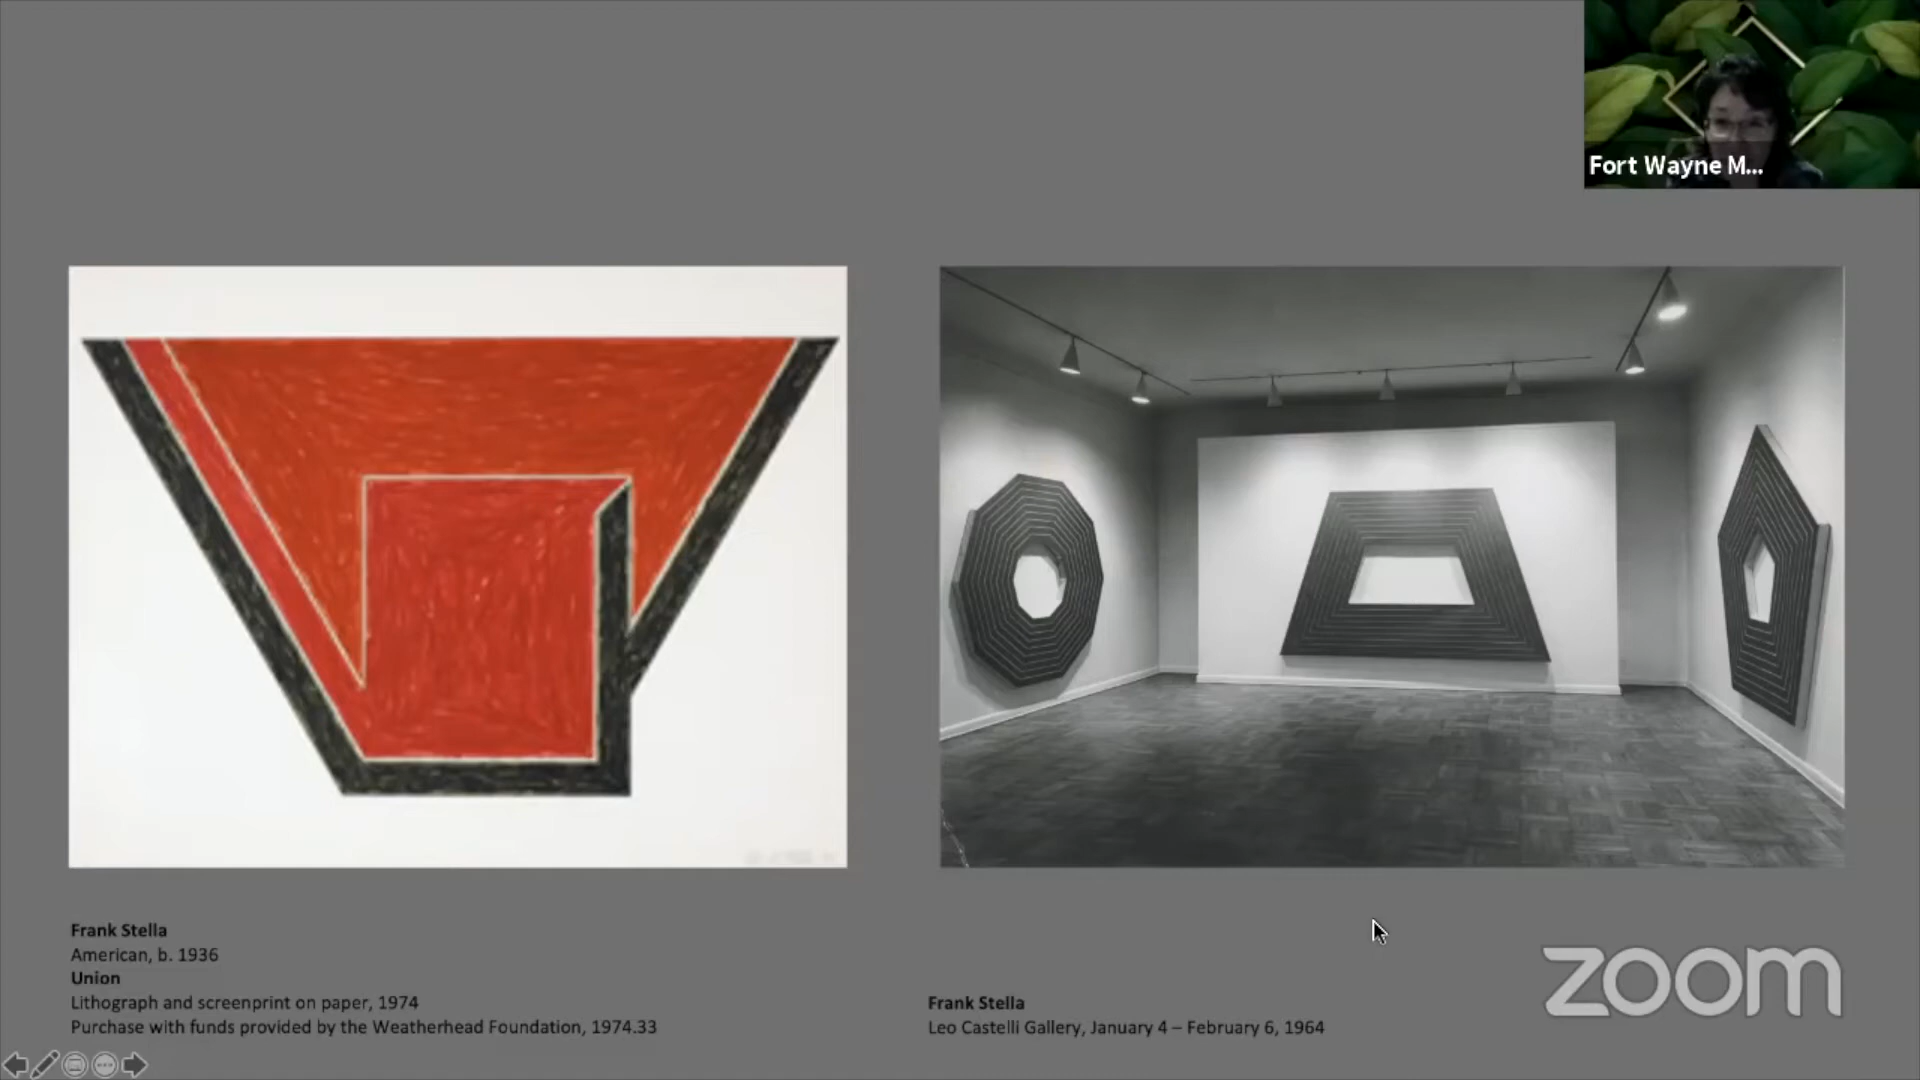 Fort Wayne M...
Frank Stella
American, b. 1936
Union
Lithograph and screenprint on paper, 1974
Purchase with funds provided by the Weatherhead Foundation, 1974.33
Frank Stella
Leo Castelli Gallery, January 4 – February 6, 1964
zoom